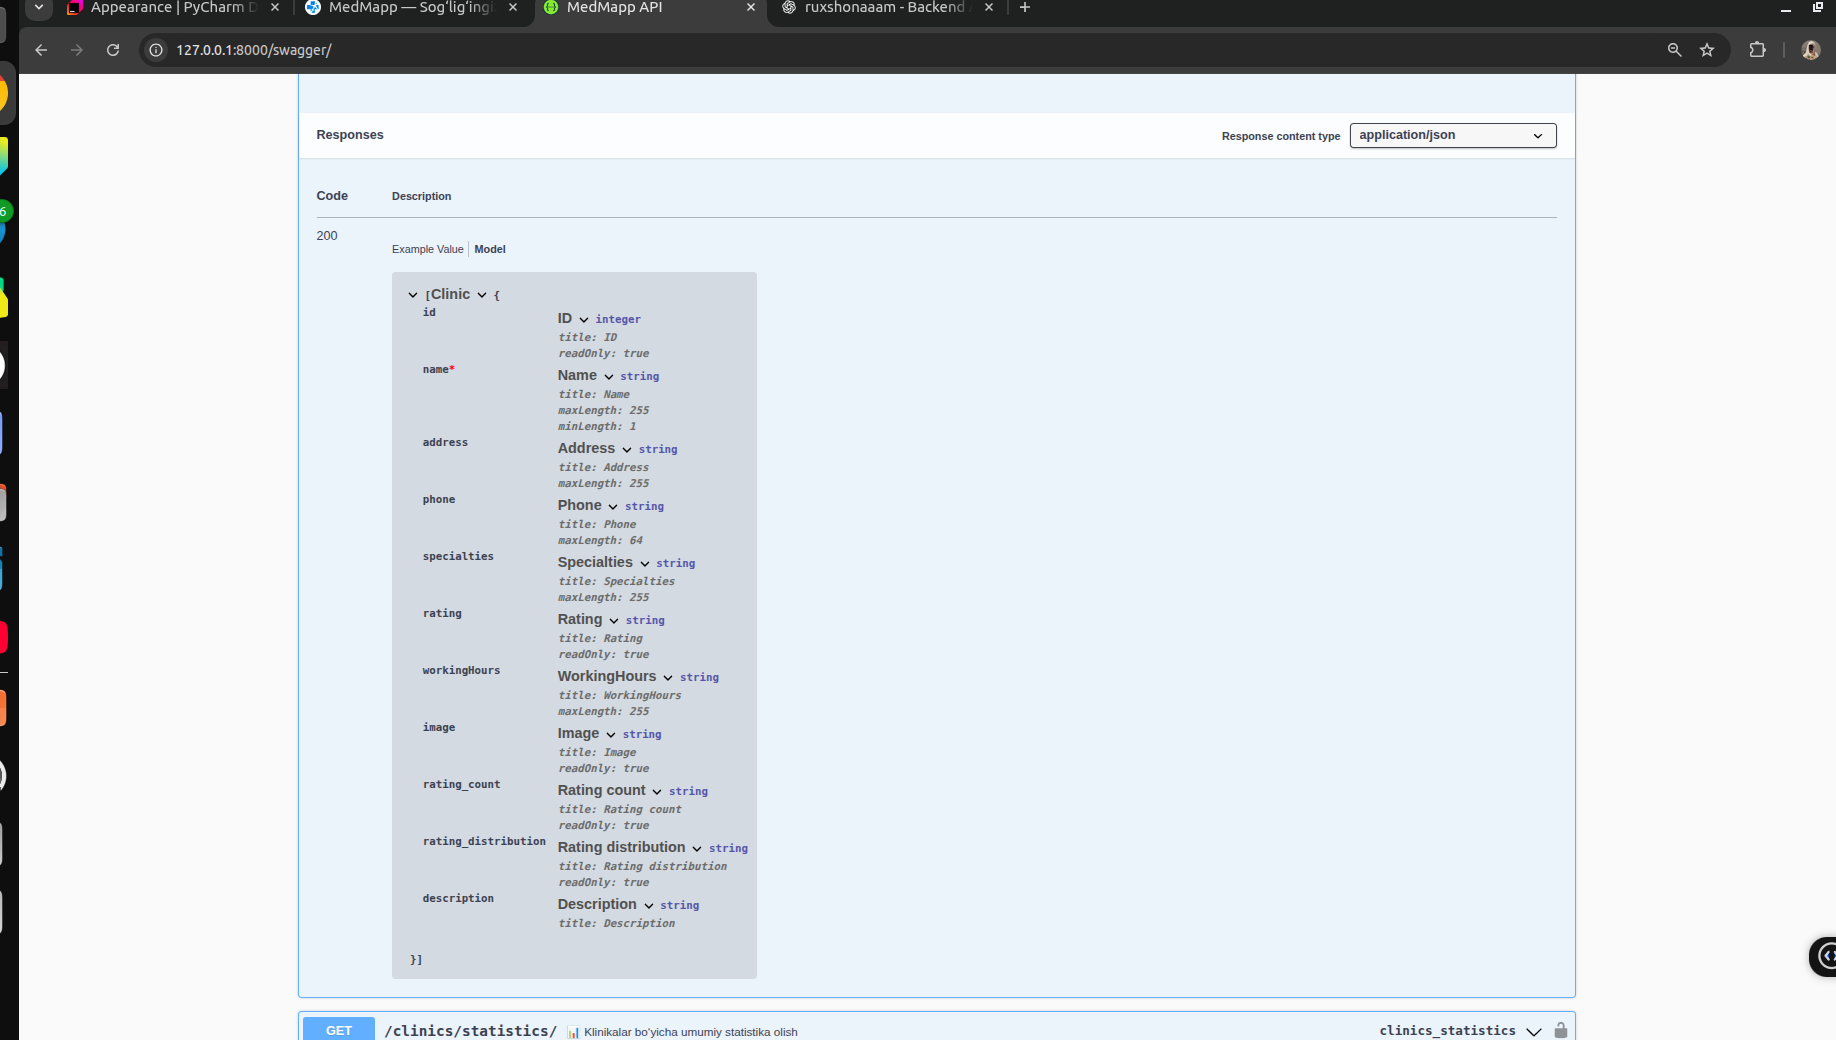 Appearance | PyCharm D
MedMapp — Sog‘lig‘ingi
MedMapp API
ruxshonaaam - Backend
127.0.0.1:8000/swagger/
Responses
Response content type
application/json
Code
Description
200
Example Value
Model
[Clinic {
id
ID integer
title: ID
readOnly: true
name*
Name string
title: Name
maxLength: 255
minLength: 1
address
Address string
title: Address
maxLength: 255
phone
Phone string
title: Phone
maxLength: 64
specialties
Specialties string
title: Specialties
maxLength: 255
rating
Rating string
title: Rating
readOnly: true
workingHours
WorkingHours string
title: WorkingHours
maxLength: 255
image
Image string
title: Image
readOnly: true
rating_count
Rating count string
title: Rating count
readOnly: true
rating_distribution
Rating distribution string
title: Rating distribution
readOnly: true
description
Description string
title: Description
}]
GET /clinics/statistics/ 📊 Klinikalar bo‘yicha umumiy statistika olish
clinics_statistics
6